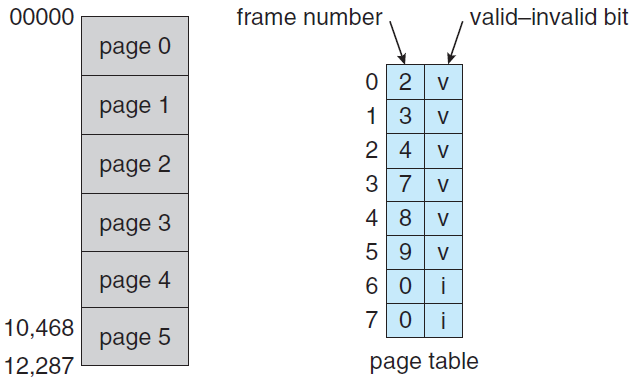 00000
page 0
page 1
page 2
page 3
page 4
10,468
page 5
12,287
frame number
valid–invalid bit
0 2 v
1 3 v
2 4 v
3 7 v
4 8 v
5 9 v
6 0 i
7 0 i
page table